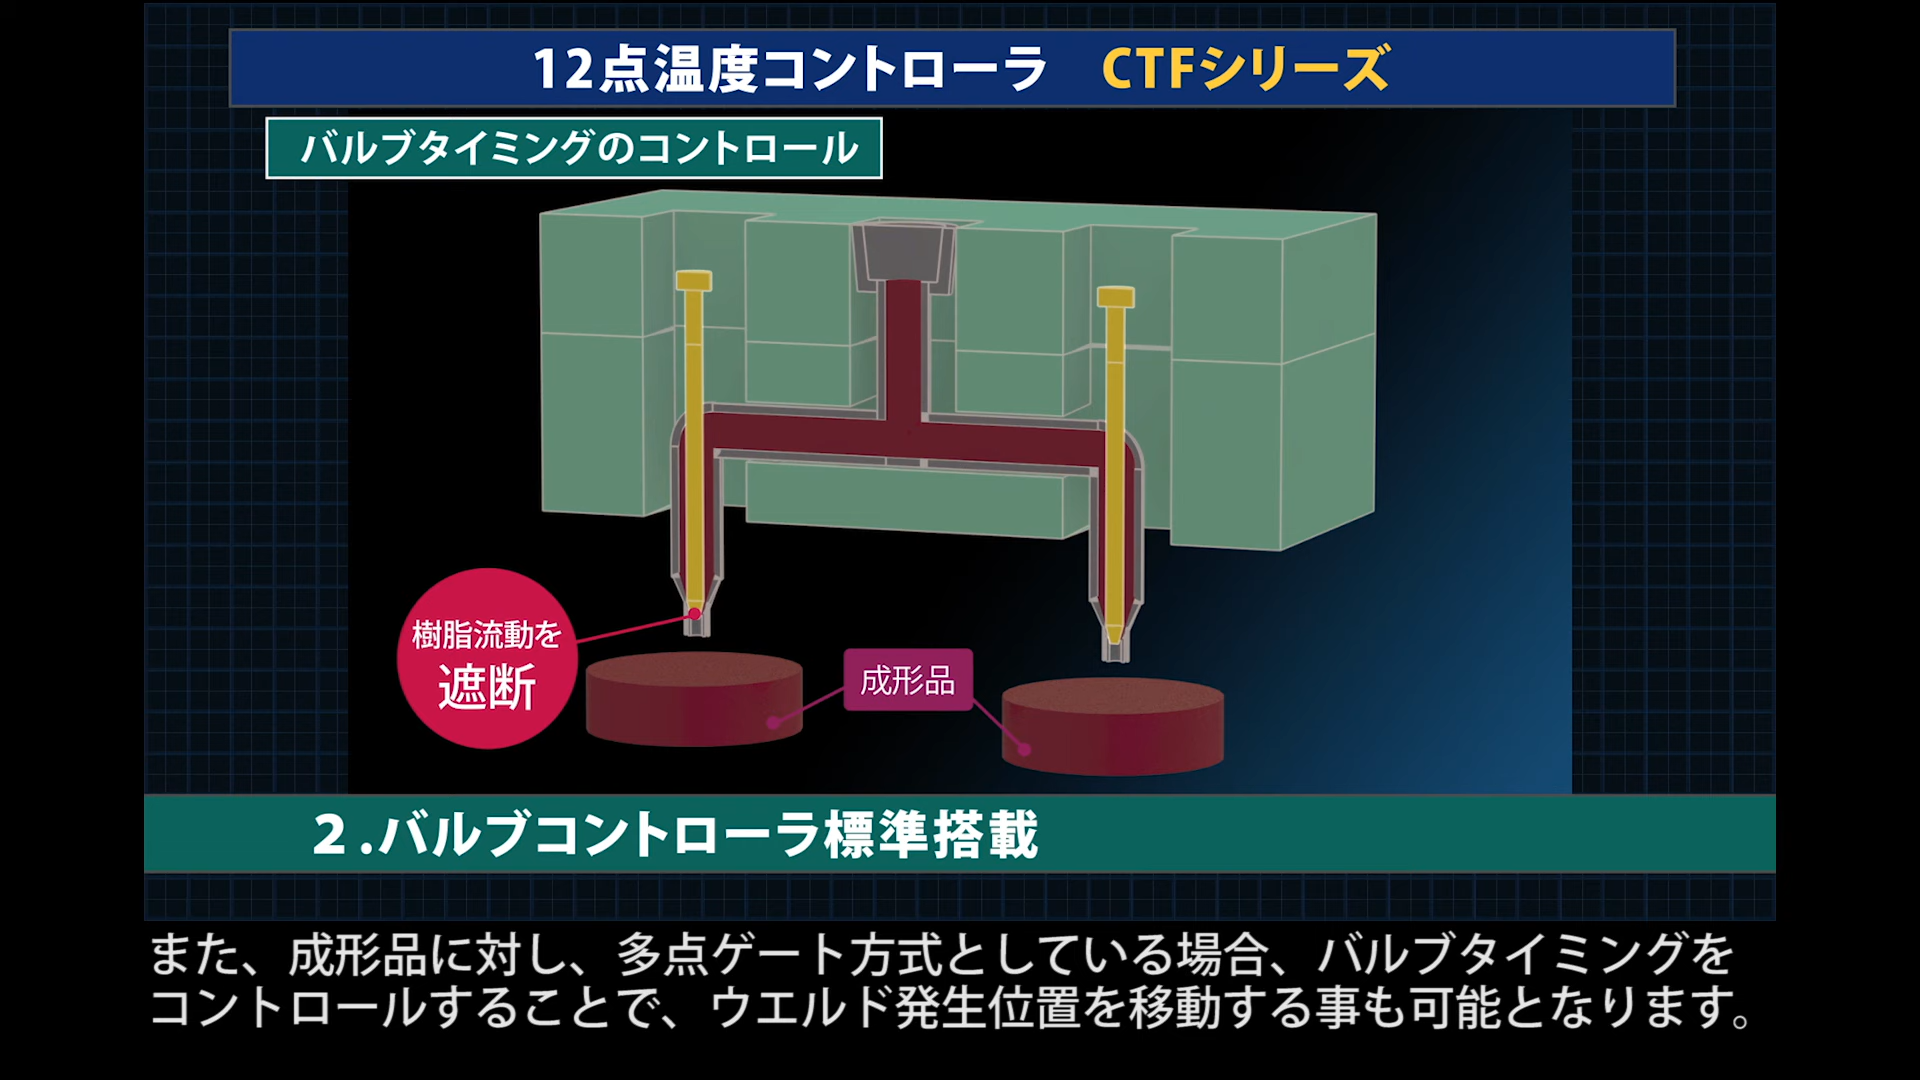 12点温度コントローラ　CTFシリーズ
バルブタイミングのコントロール
樹脂流動を
遮断
成形品
２.バルブコントローラ標準搭載
また、成形品に対し、多点ゲート方式としている場合、バルブタイミングを
コントロールすることで、ウエルド発生位置を移動する事も可能となります。